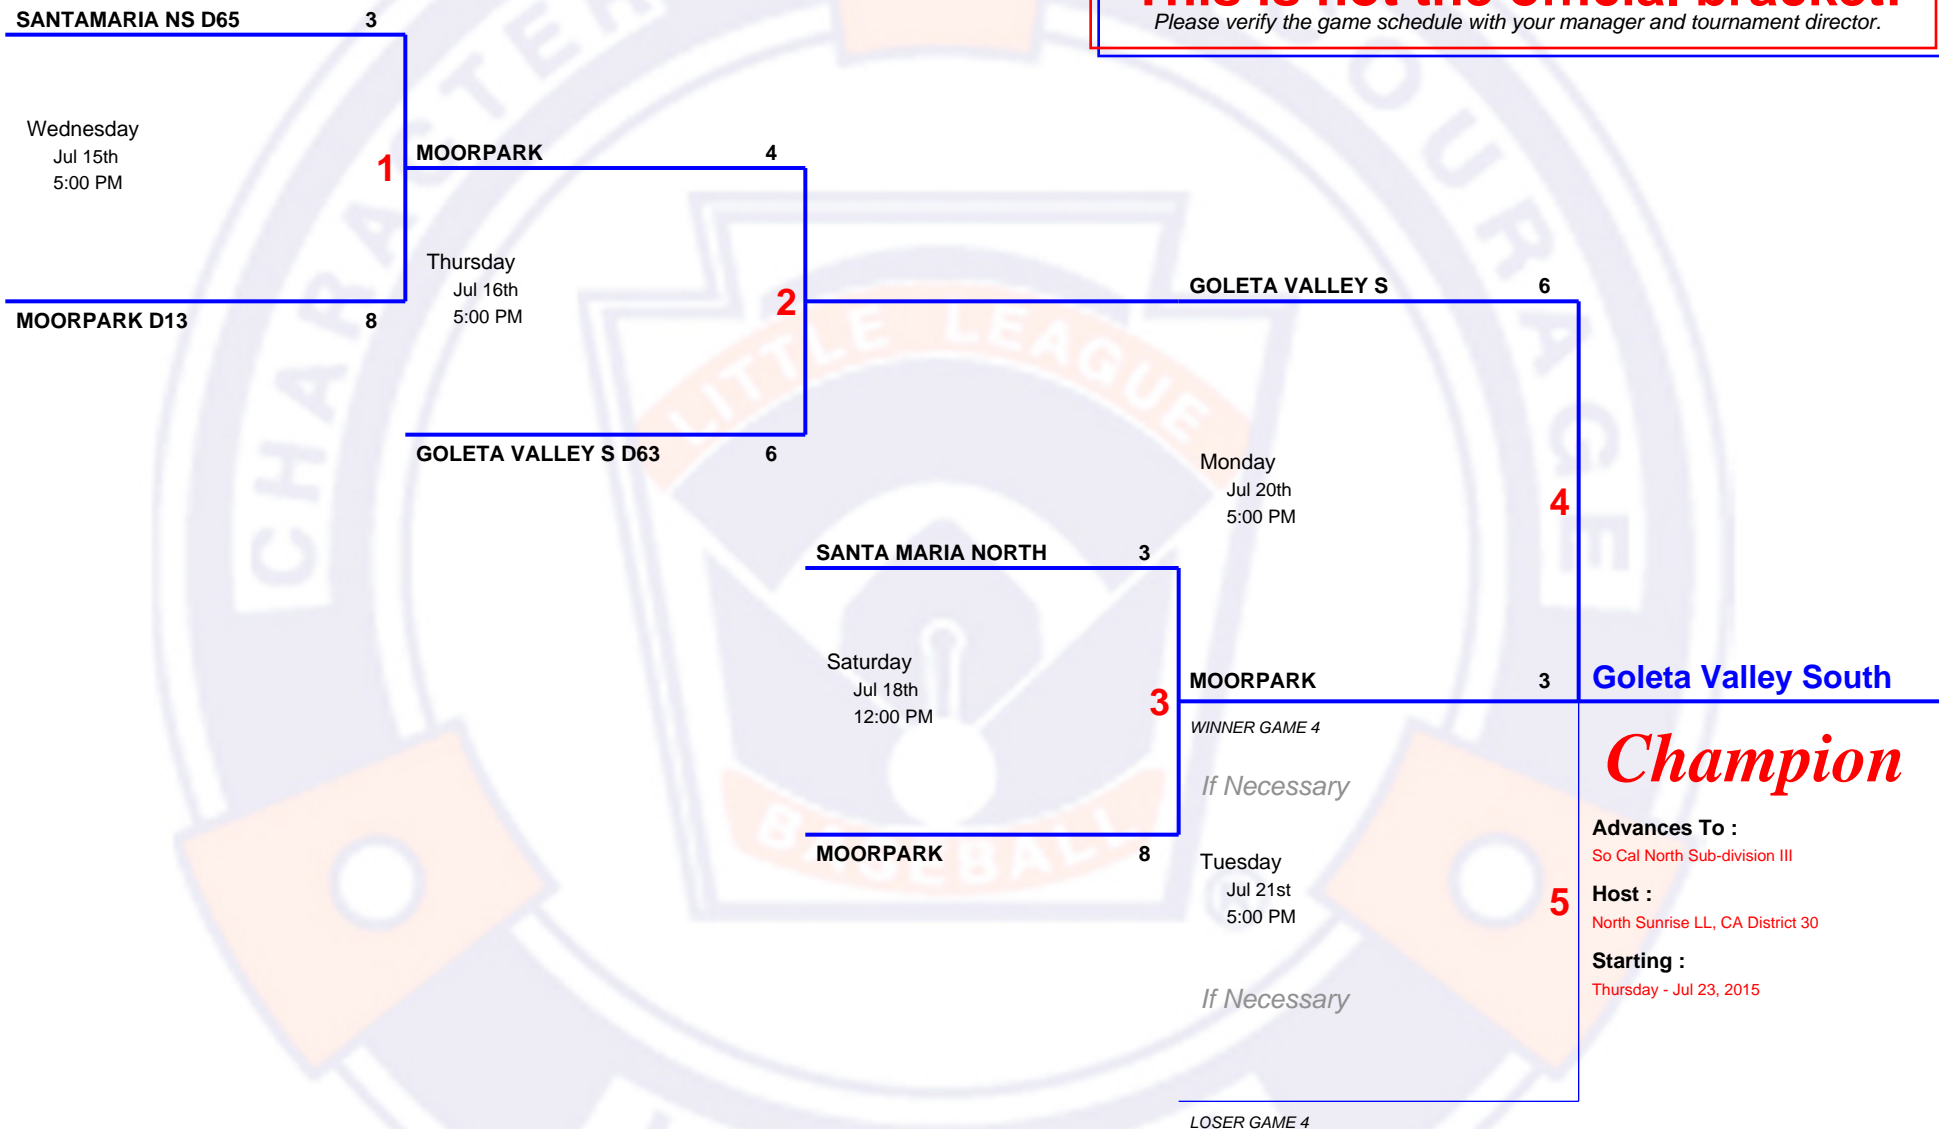 This is not the official bracket!
Please verify the game schedule with your manager and tournament director.
SANTAMARIA NS D65 3
Wednesday
Jul 15th
5:00 PM
1
MOORPARK D13 8
MOORPARK 4
Thursday
Jul 16th
5:00 PM
2
GOLETA VALLEY S D63 6
GOLETA VALLEY S 6
Monday
Jul 20th
5:00 PM
4
SANTA MARIA NORTH 3
Saturday
Jul 18th
12:00 PM
3
MOORPARK 8
MOORPARK 3
WINNER GAME 4
If Necessary
Tuesday
Jul 21st
5:00 PM
5
If Necessary
LOSER GAME 4
Goleta Valley South
Champion
Advances To :
So Cal North Sub-division III
Host :
North Sunrise LL, CA District 30
Starting :
Thursday - Jul 23, 2015
CHARACTER
COURAGE
LITTLE LEAGUE
BASEBALL
®